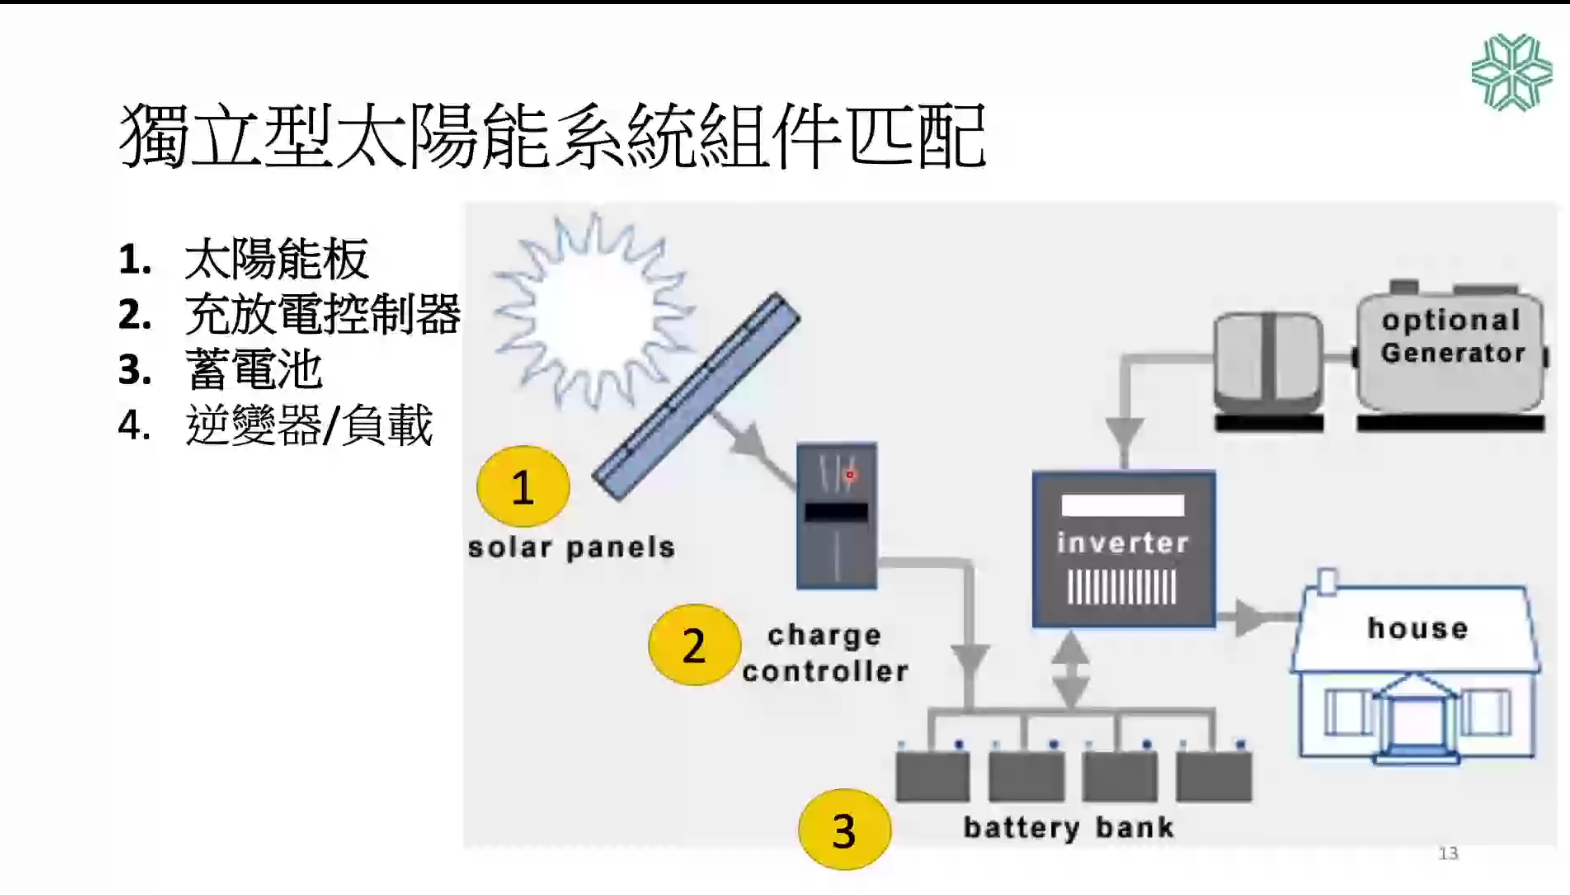 獨立型太陽能系統組件匹配
1. 太陽能板
2. 充放電控制器
3. 蓄電池
4. 逆變器/負載
optional
Generator
1
solar panels
inverter
2
charge
controller
house
3
battery bank
13